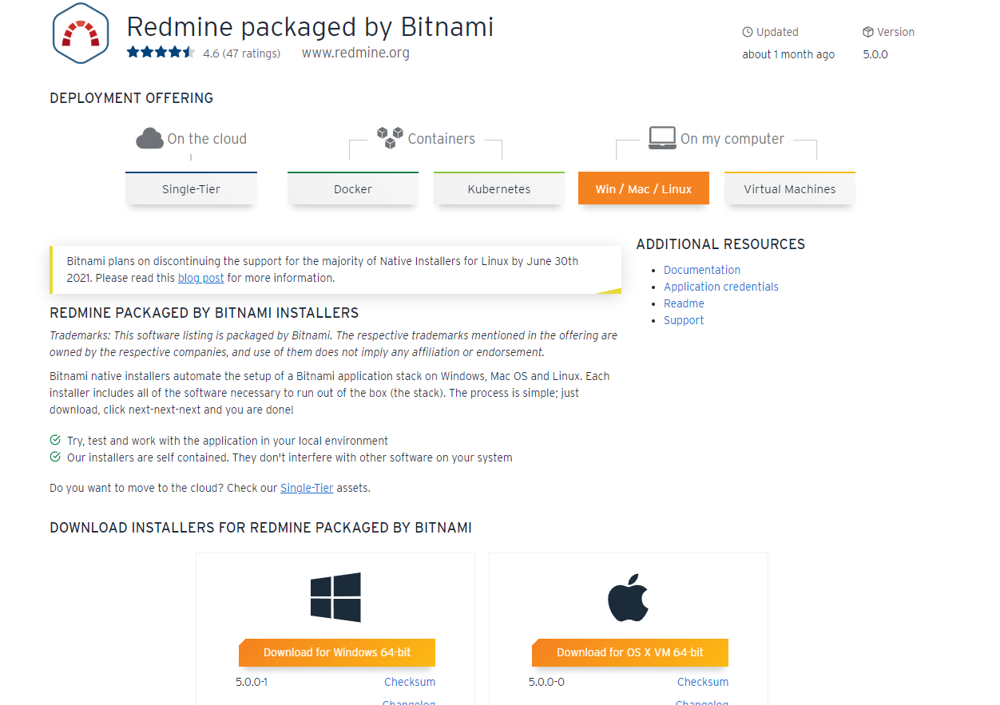 Redmine packaged by Bitnami
4.6 (47 ratings) www.redmine.org
Updated Version
about 1 month ago 5.0.0
DEPLOYMENT OFFERING
On the cloud Containers On my computer
Single-Tier Docker Kubernetes Win / Mac / Linux Virtual Machines
Bitnami plans on discontinuing the support for the majority of Native Installers for Linux by June 30th
2021. Please read this blog post for more information.
ADDITIONAL RESOURCES
Documentation
Application credentials
Readme
Support
REDMINE PACKAGED BY BITNAMI INSTALLERS
Trademarks: This software listing is packaged by Bitnami. The respective trademarks mentioned in the offering are
owned by the respective companies, and use of them does not imply any affiliation or endorsement.
Bitnami native installers automate the setup of a Bitnami application stack on Windows, Mac OS and Linux. Each
installer includes all of the software necessary to run out of the box (the stack). The process is simple; just
download, click next-next-next and you are done!
Try, test and work with the application in your local environment
Our installers are self contained. They don't interfere with other software on your system
Do you want to move to the cloud? Check our Single-Tier assets.
DOWNLOAD INSTALLERS FOR REDMINE PACKAGED BY BITNAMI
Download for Windows 64-bit Download for OS X VM 64-bit
5.0.0-1 Checksum 5.0.0-0 Checksum
Changelog Changelog